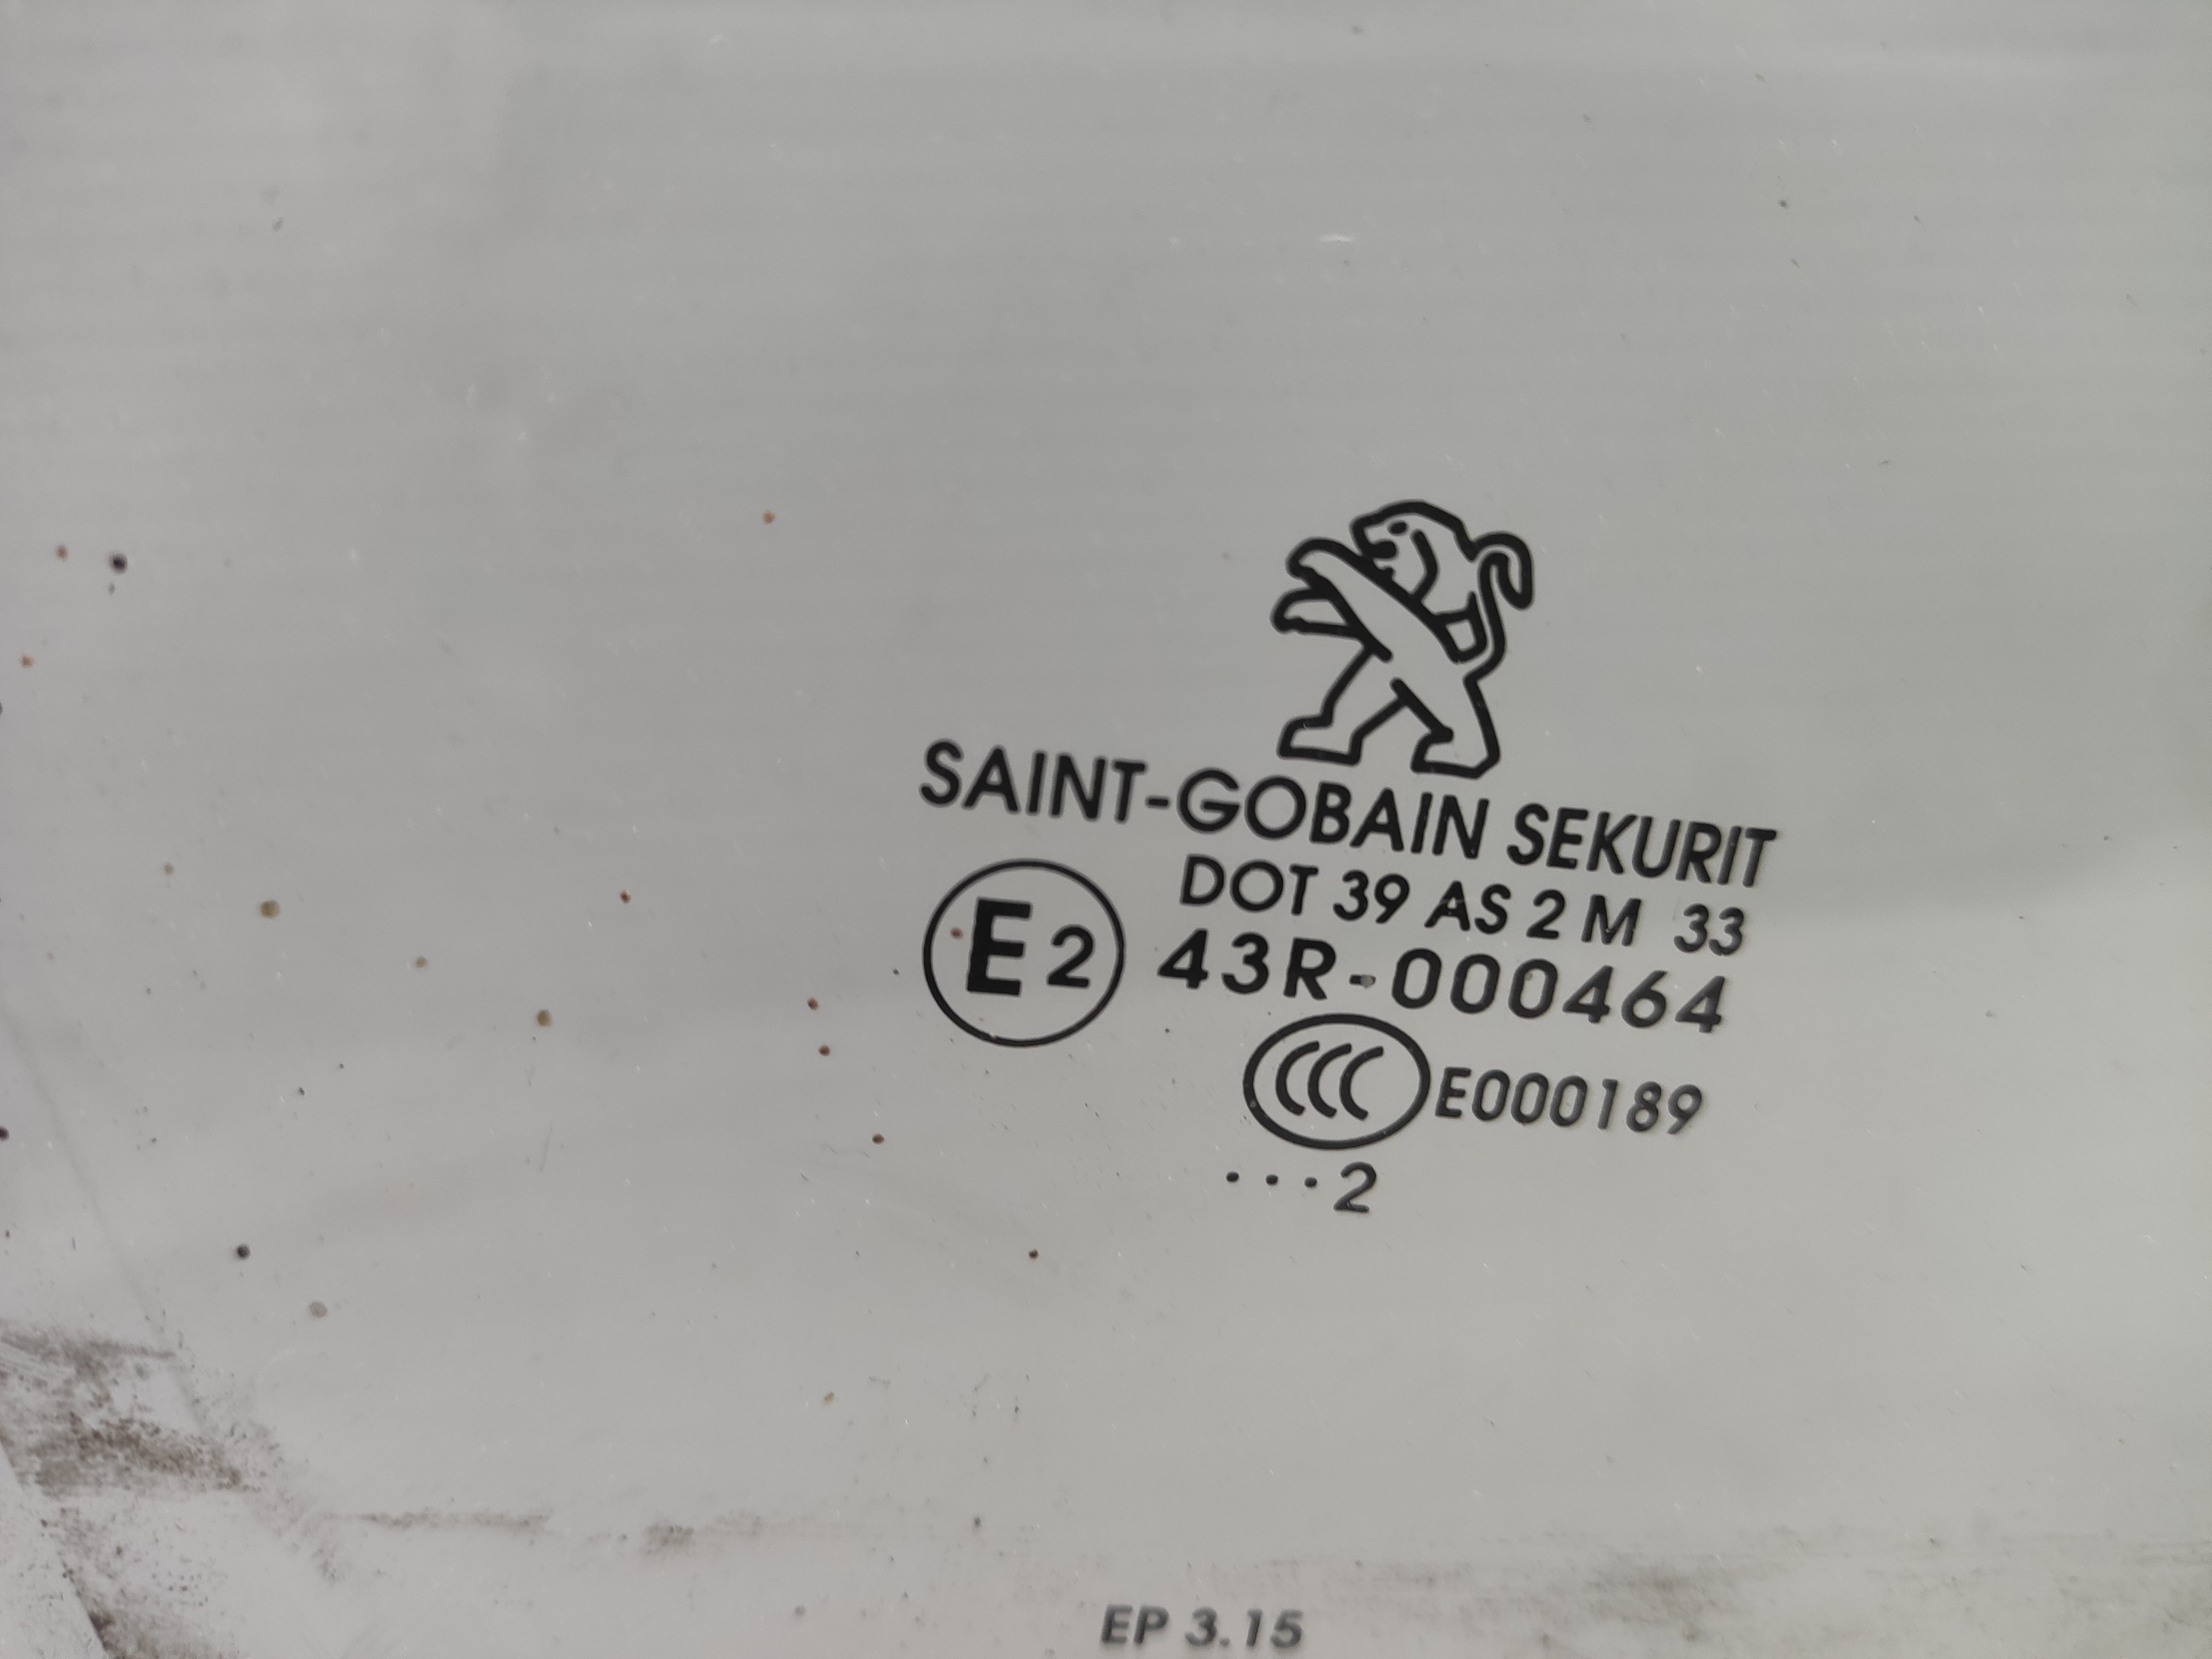 SAINT-GOBAIN SEKURIT
DOT 39 AS 2 M 33
E2 43R-000464
CCC E000189
...2
EP 3.15